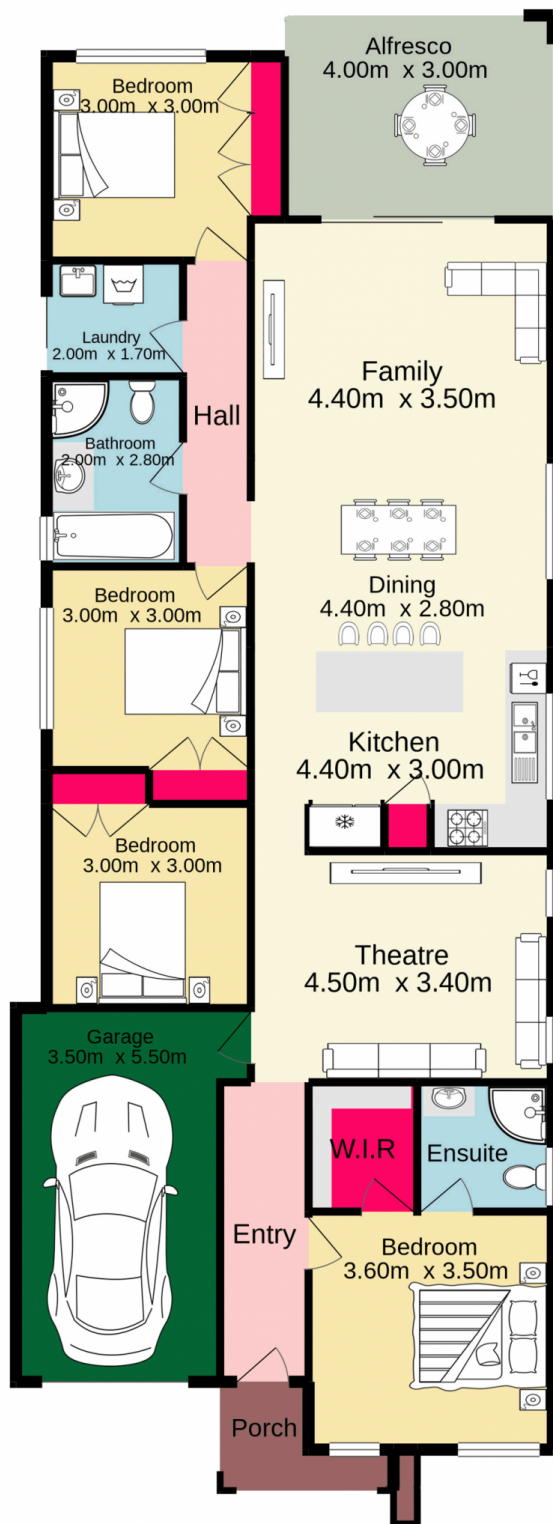 Alfresco
4.00m x 3.00m
Bedroom
3.00m x 3.00m
Laundry
2.00m x 1.70m
Hall
Family
4.40m x 3.50m
Bathroom
2.00m x 2.80m
Bedroom
3.00m x 3.00m
Dining
4.40m x 2.80m
Kitchen
4.40m x 3.00m
Bedroom
3.00m x 3.00m
Theatre
4.50m x 3.40m
Garage
3.50m x 5.50m
W.I.R
Ensuite
Entry
Bedroom
3.60m x 3.50m
Porch